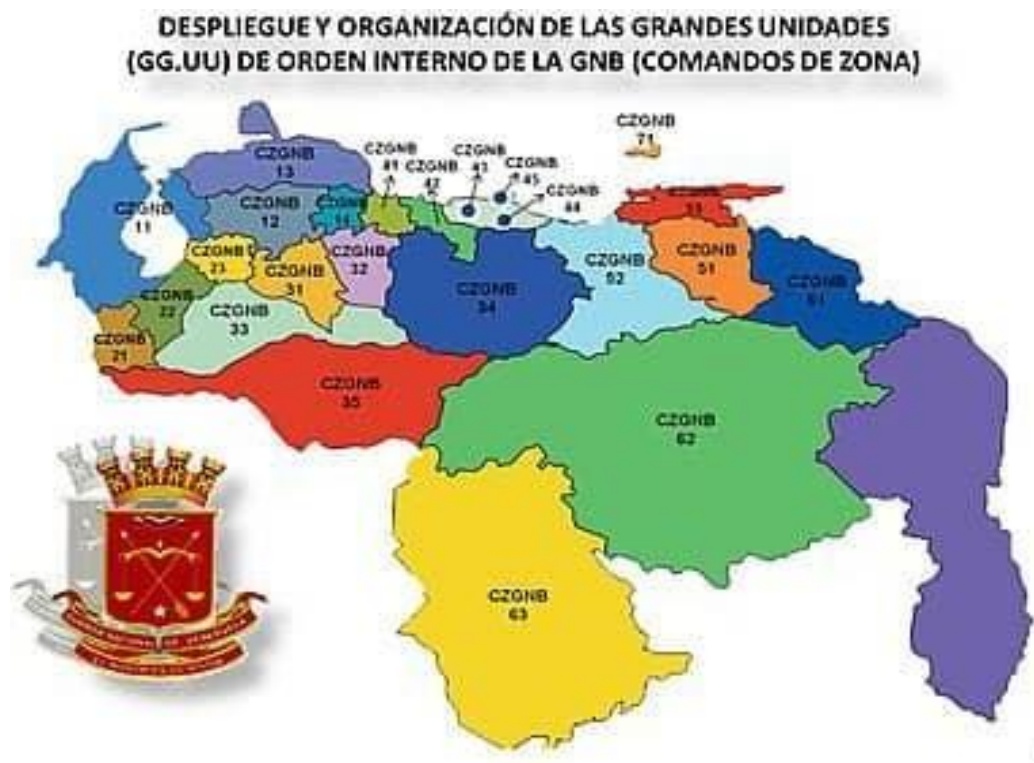 DESPLIEGUE Y ORGANIZACIÓN DE LAS GRANDES UNIDADES
(GG.UU) DE ORDEN INTERNO DE LA GNB (COMANDOS DE ZONA)
CZGNB
71
CZGNB
13
CZGNB
41
CZGNB
42
CZGNB
43
CZGNB
45
CZGNB
44
CZGNB
11
CZGNB
12
CZGNB
23
CZGNB
31
CZGNB
32
CZGNB
34
CZGNB
52
CZGNB
51
CZGNB
61
CZGNB
22
CZGNB
33
CZGNB
21
CZGNB
35
CZGNB
62
CZGNB
63